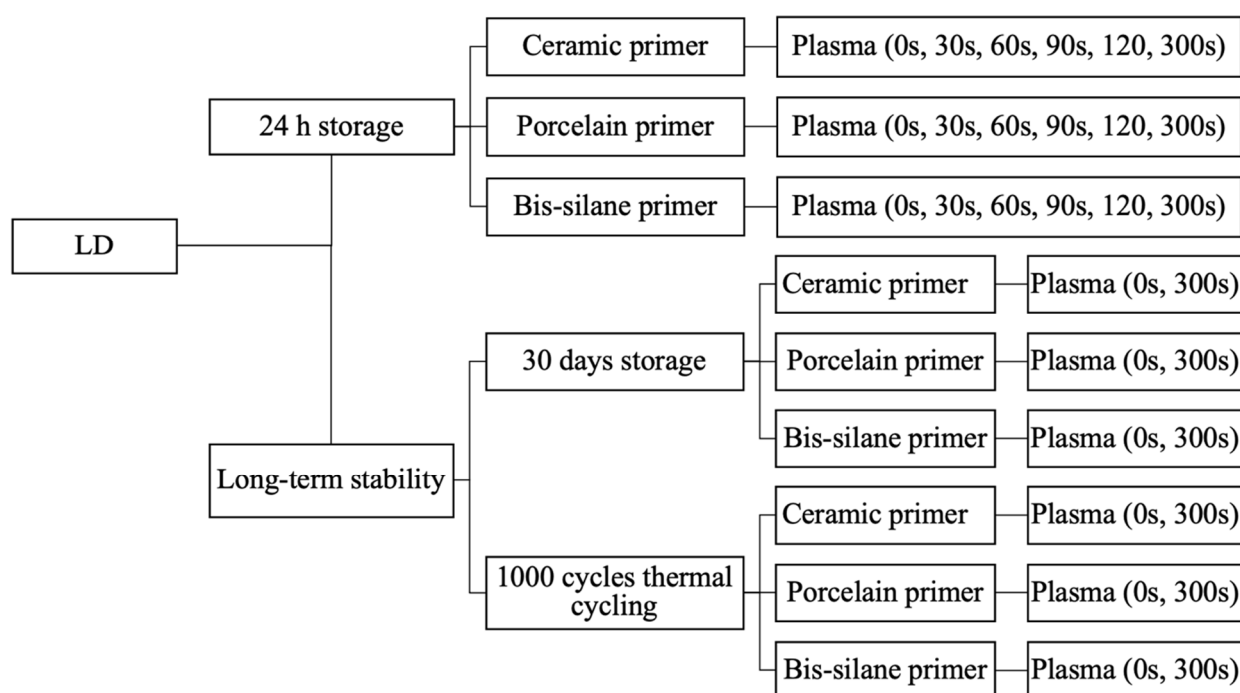 Ceramic primer
Plasma (0s, 30s, 60s, 90s, 120, 300s)
24 h storage
Porcelain primer
Plasma (0s, 30s, 60s, 90s, 120, 300s)
Bis-silane primer
Plasma (0s, 30s, 60s, 90s, 120, 300s)
LD
Ceramic primer
Plasma (0s, 300s)
30 days storage
Porcelain primer
Plasma (0s, 300s)
Bis-silane primer
Plasma (0s, 300s)
Long-term stability
Ceramic primer
Plasma (0s, 300s)
1000 cycles thermal
cycling
Porcelain primer
Plasma (0s, 300s)
Bis-silane primer
Plasma (0s, 300s)